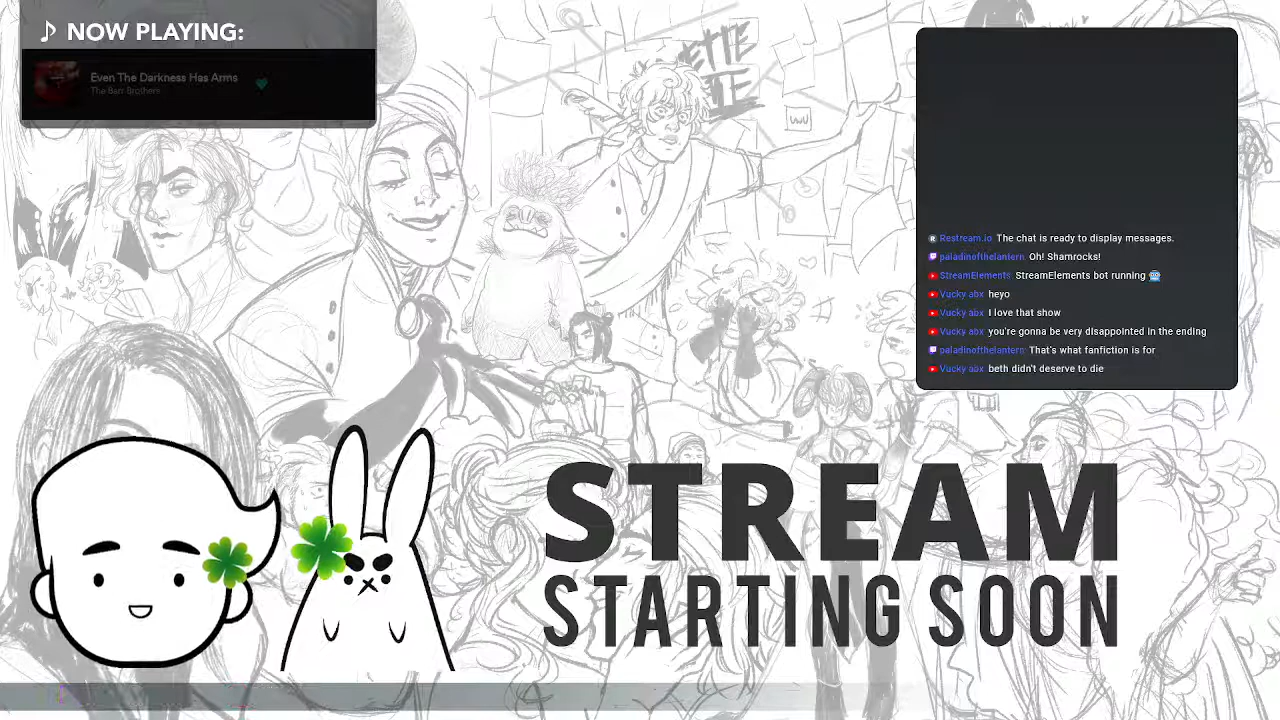 ♪ NOW PLAYING:
Even The Darkness Has Arms
The Barr Brothers
Restream.io The chat is ready to display messages.
paladinofthelantern Oh! Shamrocks!
StreamElements StreamElements bot running
Vucky abx heyo
Vucky abx I love that show
Vucky abx you're gonna be very disappointed in the ending
paladinofthelantern That's what fanfiction is for
Vucky abx beth didn't deserve to die
STREAM
STARTING SOON